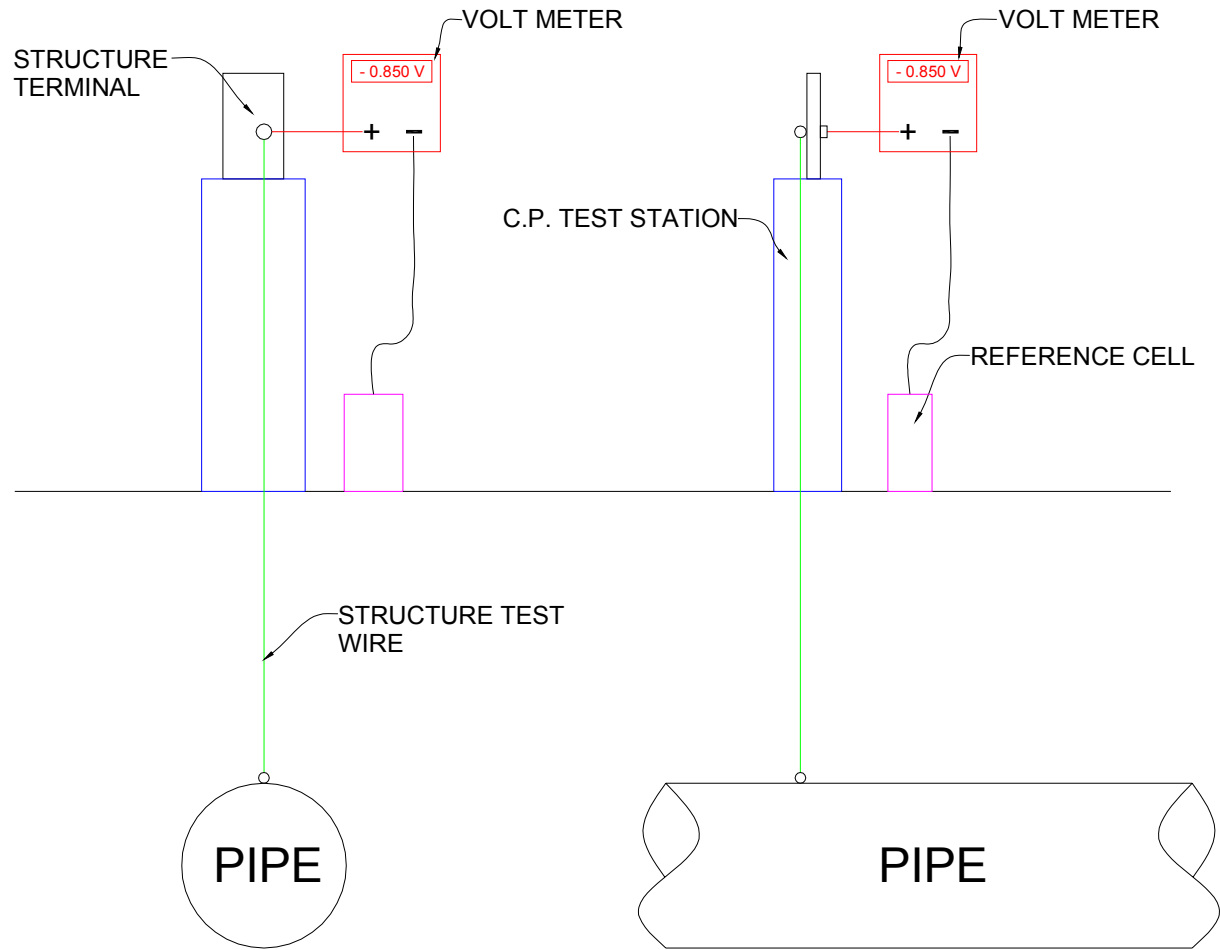 VOLT METER
VOLT METER
STRUCTURE
TERMINAL
- 0.850 V
- 0.850 V
+ -
+ -
C.P. TEST STATION
REFERENCE CELL
STRUCTURE TEST
WIRE
PIPE
PIPE